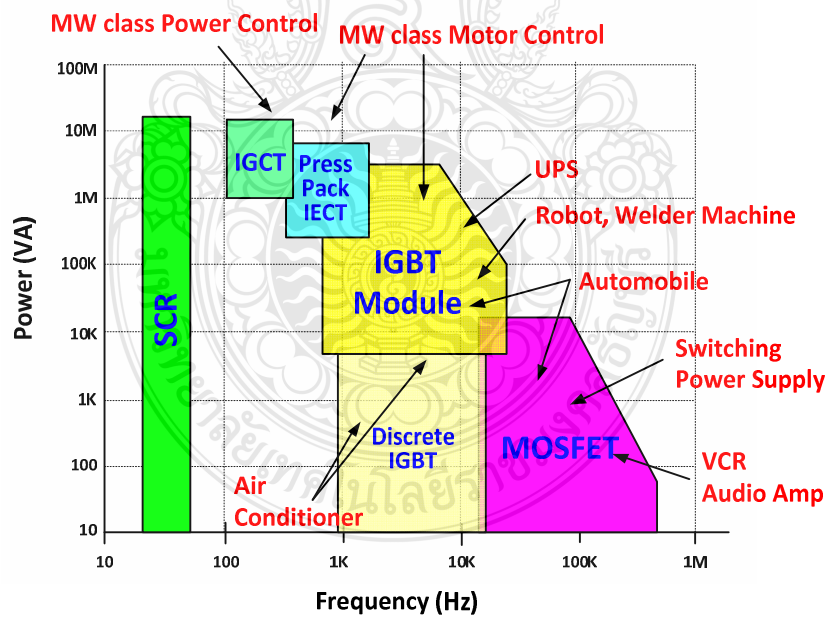 MW class Power Control
MW class Motor Control
100M
10M
1M
100K
10K
1K
100
10
Power (VA)
SCR
IGCT
Press
Pack
IECT
IGBT
Module
Discrete
IGBT
MOSFET
UPS
Robot, Welder Machine
Automobile
Switching
Power Supply
VCR
Audio Amp
Air
Conditioner
10
100
1K
10K
100K
1M
Frequency (Hz)